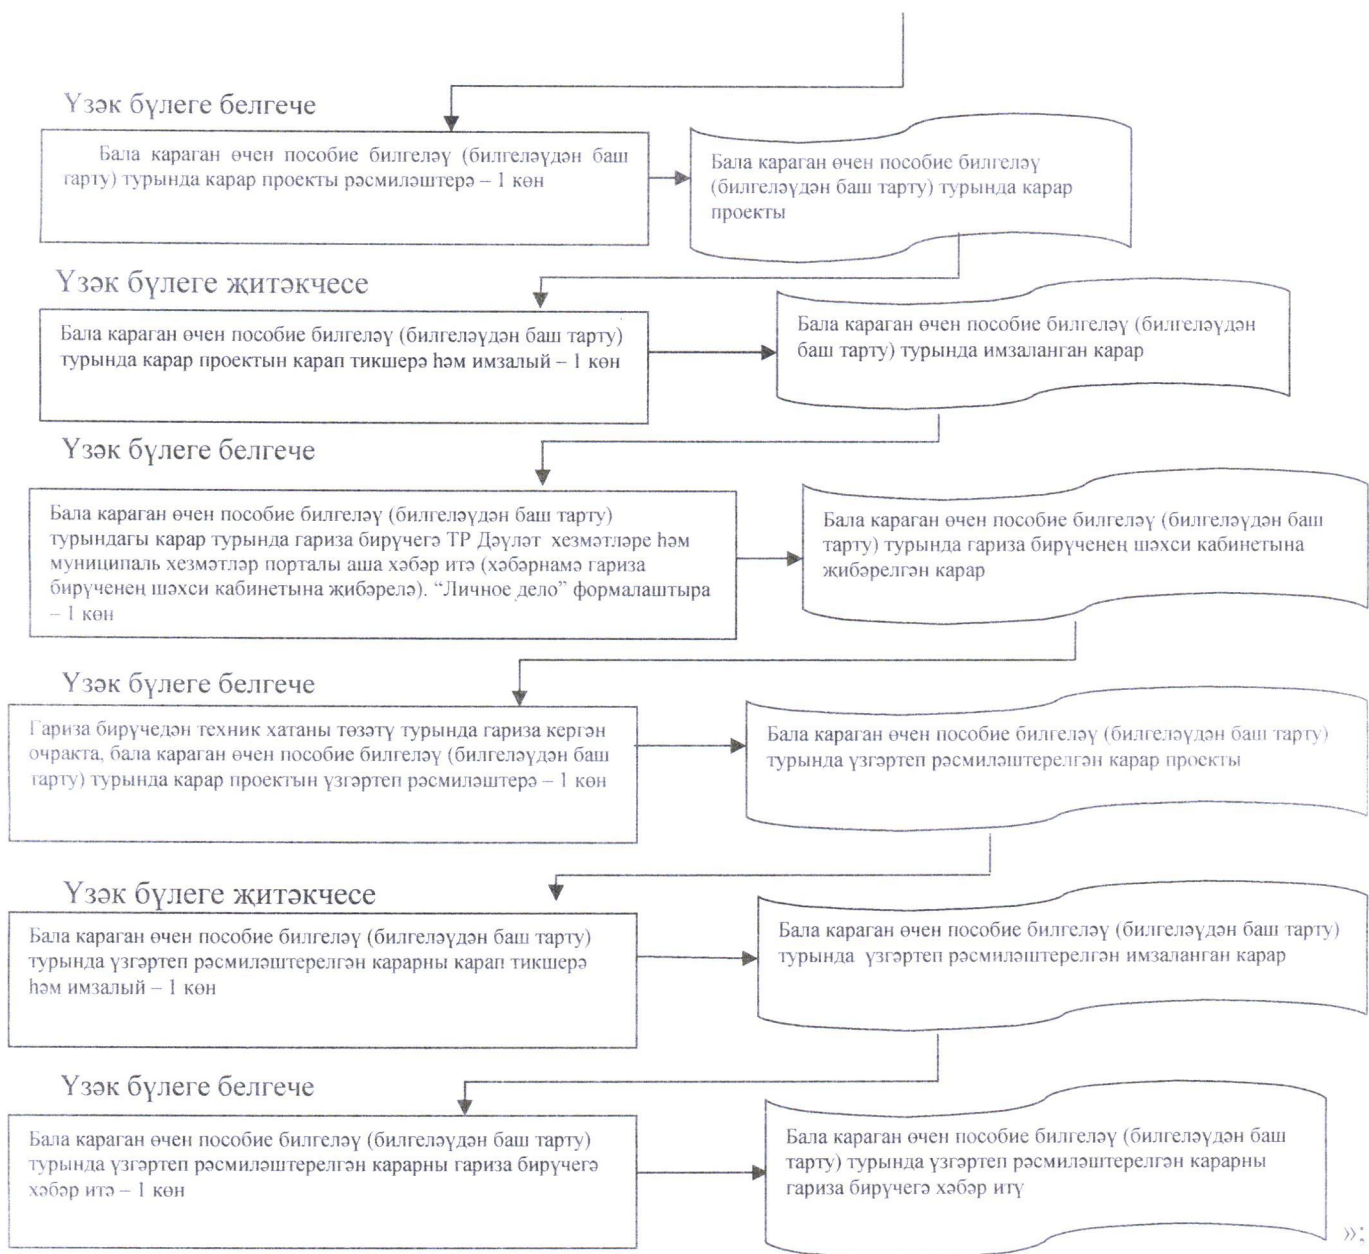 Үзәк бүлеге белгече
Бала караган өчен пособие билгеләү (билгеләүдән баш
тарту) турында карар проекты рәсмиләштерә – 1 көн
Бала караган өчен пособие билгеләү
(билгеләүдән баш тарту) турында карар
проекты
Үзәк бүлеге җитәкчесе
Бала караган өчен пособие билгеләү (билгеләүдән баш тарту)
турында карар проектын карап тикшерә һәм имзалый – 1 көн
Бала караган өчен пособие билгеләү (билгеләүдән
баш тарту) турында имзаланган карар
Үзәк бүлеге белгече
Бала караган өчен пособие билгеләү (билгеләүдән баш тарту)
турындагы карар турында гариза бирүчегә ТР Дәүләт хезмәтләре һәм
муниципаль хезмәтләр порталы аша хәбәр итә (хәбәрнамә гариза
бирүченең шәхси кабинетына җибәрелә). “Личное дело” формалаштыра
– 1 көн
Бала караган өчен пособие билгеләү (билгеләүдән баш
тарту) турында гариза бирүченең шәхси кабинетына
җибәрелгән карар
Үзәк бүлеге белгече
Гариза бирүчедән техник хатаны төзәтү турында гариза кергән
очракта, бала караган өчен пособие билгеләү (билгеләүдән баш
тарту) турында карар проектын үзгәртеп рәсмиләштерә – 1 көн
Бала караган өчен пособие билгеләү (билгеләүдән баш тарту)
турында үзгәртеп рәсмиләштерелгән карар проекты
Үзәк бүлеге җитәкчесе
Бала караган өчен пособие билгеләү (билгеләүдән баш тарту)
турында үзгәртеп рәсмиләштерелгән карарны карап тикшерә
һәм имзалый – 1 көн
Бала караган өчен пособие билгеләү (билгеләүдән баш тарту)
турында үзгәртеп рәсмиләштерелгән имзаланган карар
Үзәк бүлеге белгече
Бала караган өчен пособие билгеләү (билгеләүдән баш тарту)
турында үзгәртеп рәсмиләштерелгән карарны гариза бирүчегә
хәбәр итә – 1 көн
Бала караган өчен пособие билгеләү (билгеләүдән баш
тарту) турында үзгәртеп рәсмиләштерелгән карарны
гариза бирүчегә хәбәр итү
»;